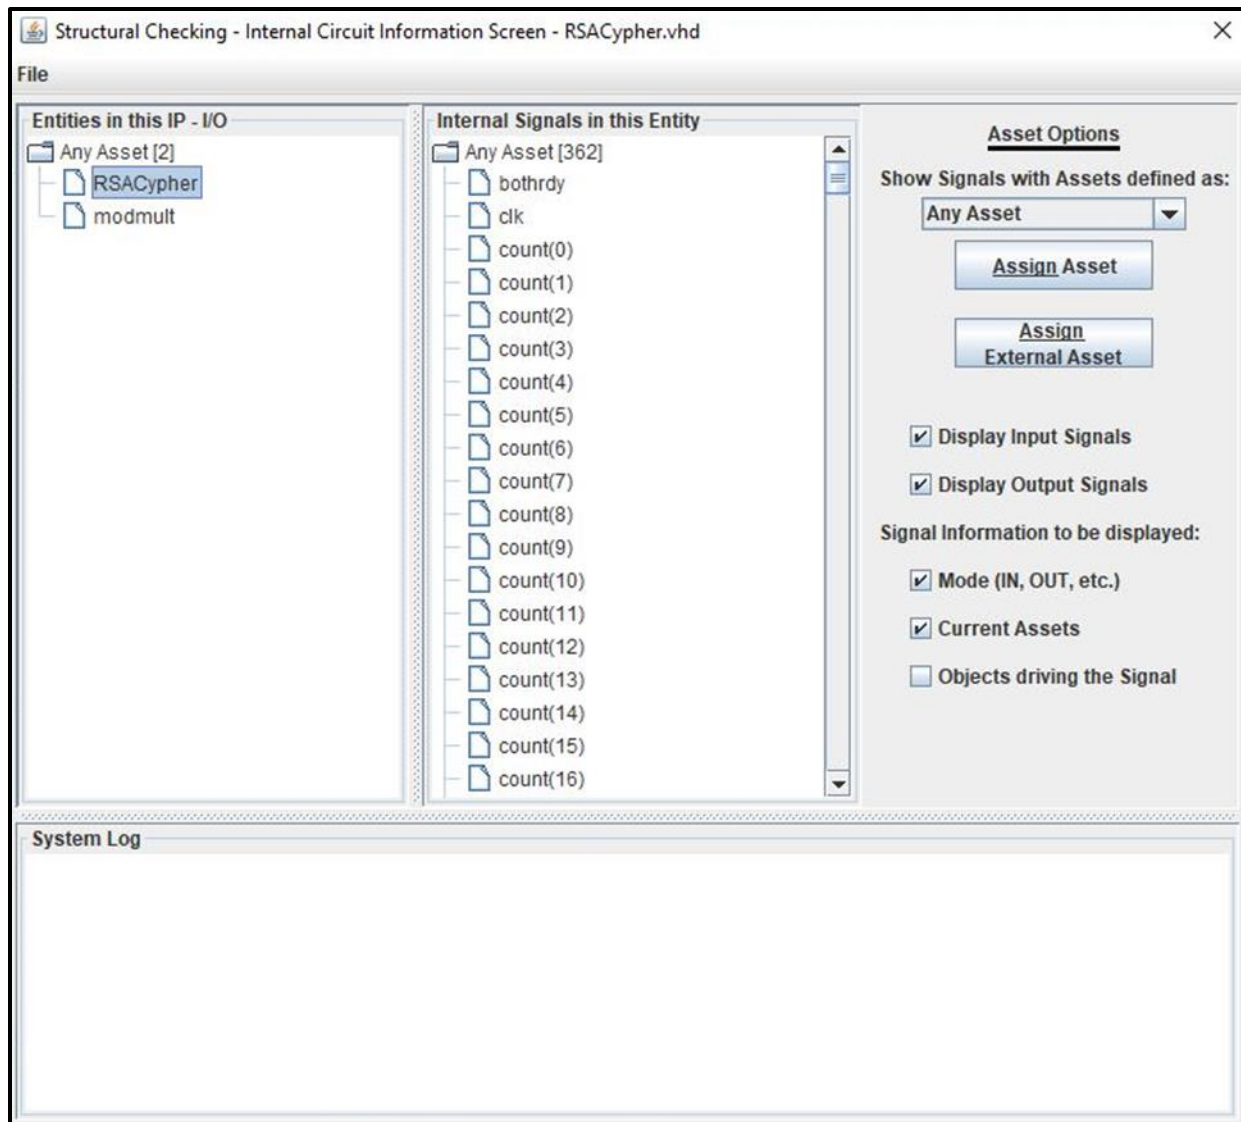 Structural Checking - Internal Circuit Information Screen - RSACypher.vhd
File
Entities in this IP - I/O
Any Asset [2]
RSACypher
modmult
Internal Signals in this Entity
Any Asset [362]
bothrdy
clk
count(0)
count(1)
count(2)
count(3)
count(4)
count(5)
count(6)
count(7)
count(8)
count(9)
count(10)
count(11)
count(12)
count(13)
count(14)
count(15)
count(16)
Asset Options
Show Signals with Assets defined as:
Any Asset
Assign Asset
Assign
External Asset
Display Input Signals
Display Output Signals
Signal Information to be displayed:
Mode (IN, OUT, etc.)
Current Assets
Objects driving the Signal
System Log